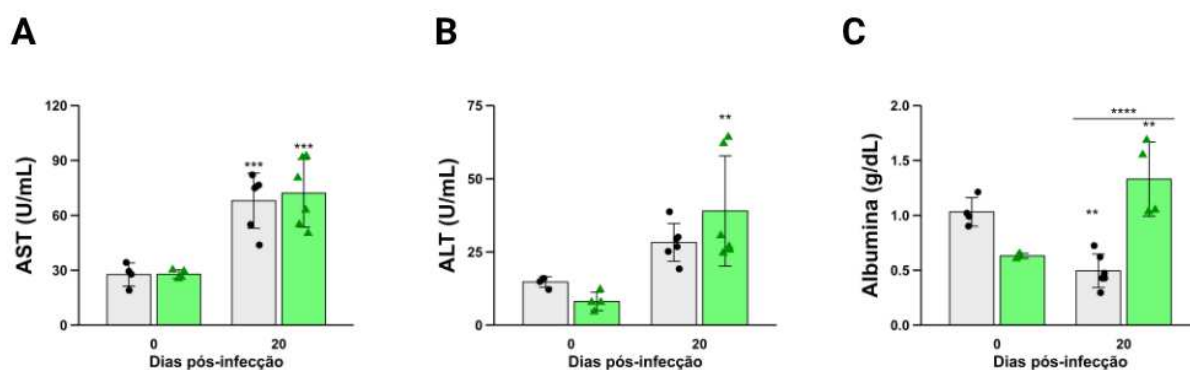 A
AST (U/mL)
120
90
60
30
0
***
***
0
20
Dias pós-infecção
B
ALT (U/mL)
75
50
25
0
**
0
20
Dias pós-infecção
C
Albumina (g/dL)
2.0
1.5
1.0
0.5
0.0
****
**
**
0
20
Dias pós-infecção